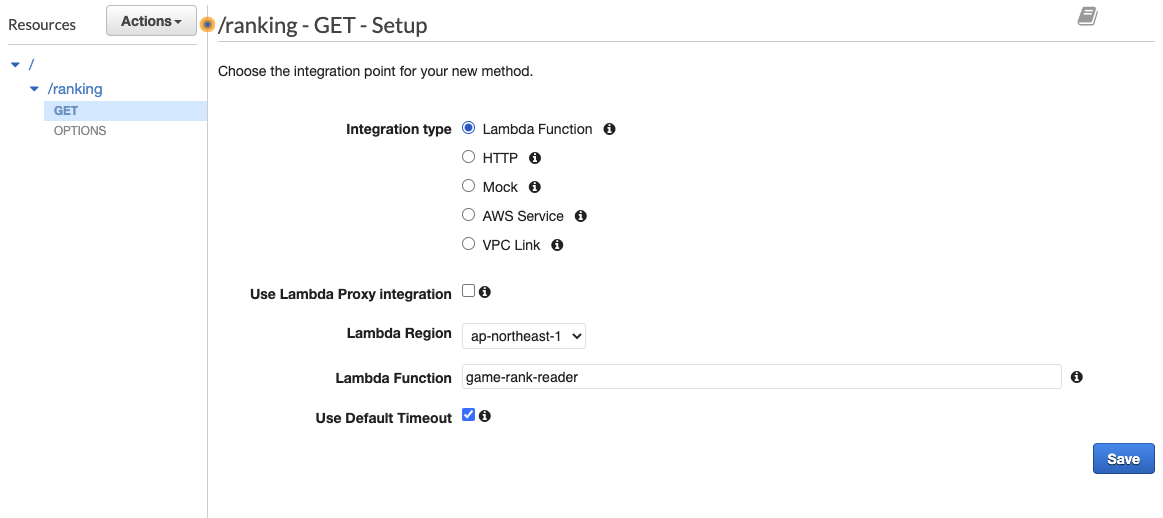 Resources
Actions
/ranking - GET - Setup
/
/ranking
GET
OPTIONS
Choose the integration point for your new method.
Integration type
Lambda Function
HTTP
Mock
AWS Service
VPC Link
Use Lambda Proxy integration
Lambda Region ap-northeast-1
Lambda Function game-rank-reader
Use Default Timeout
Save